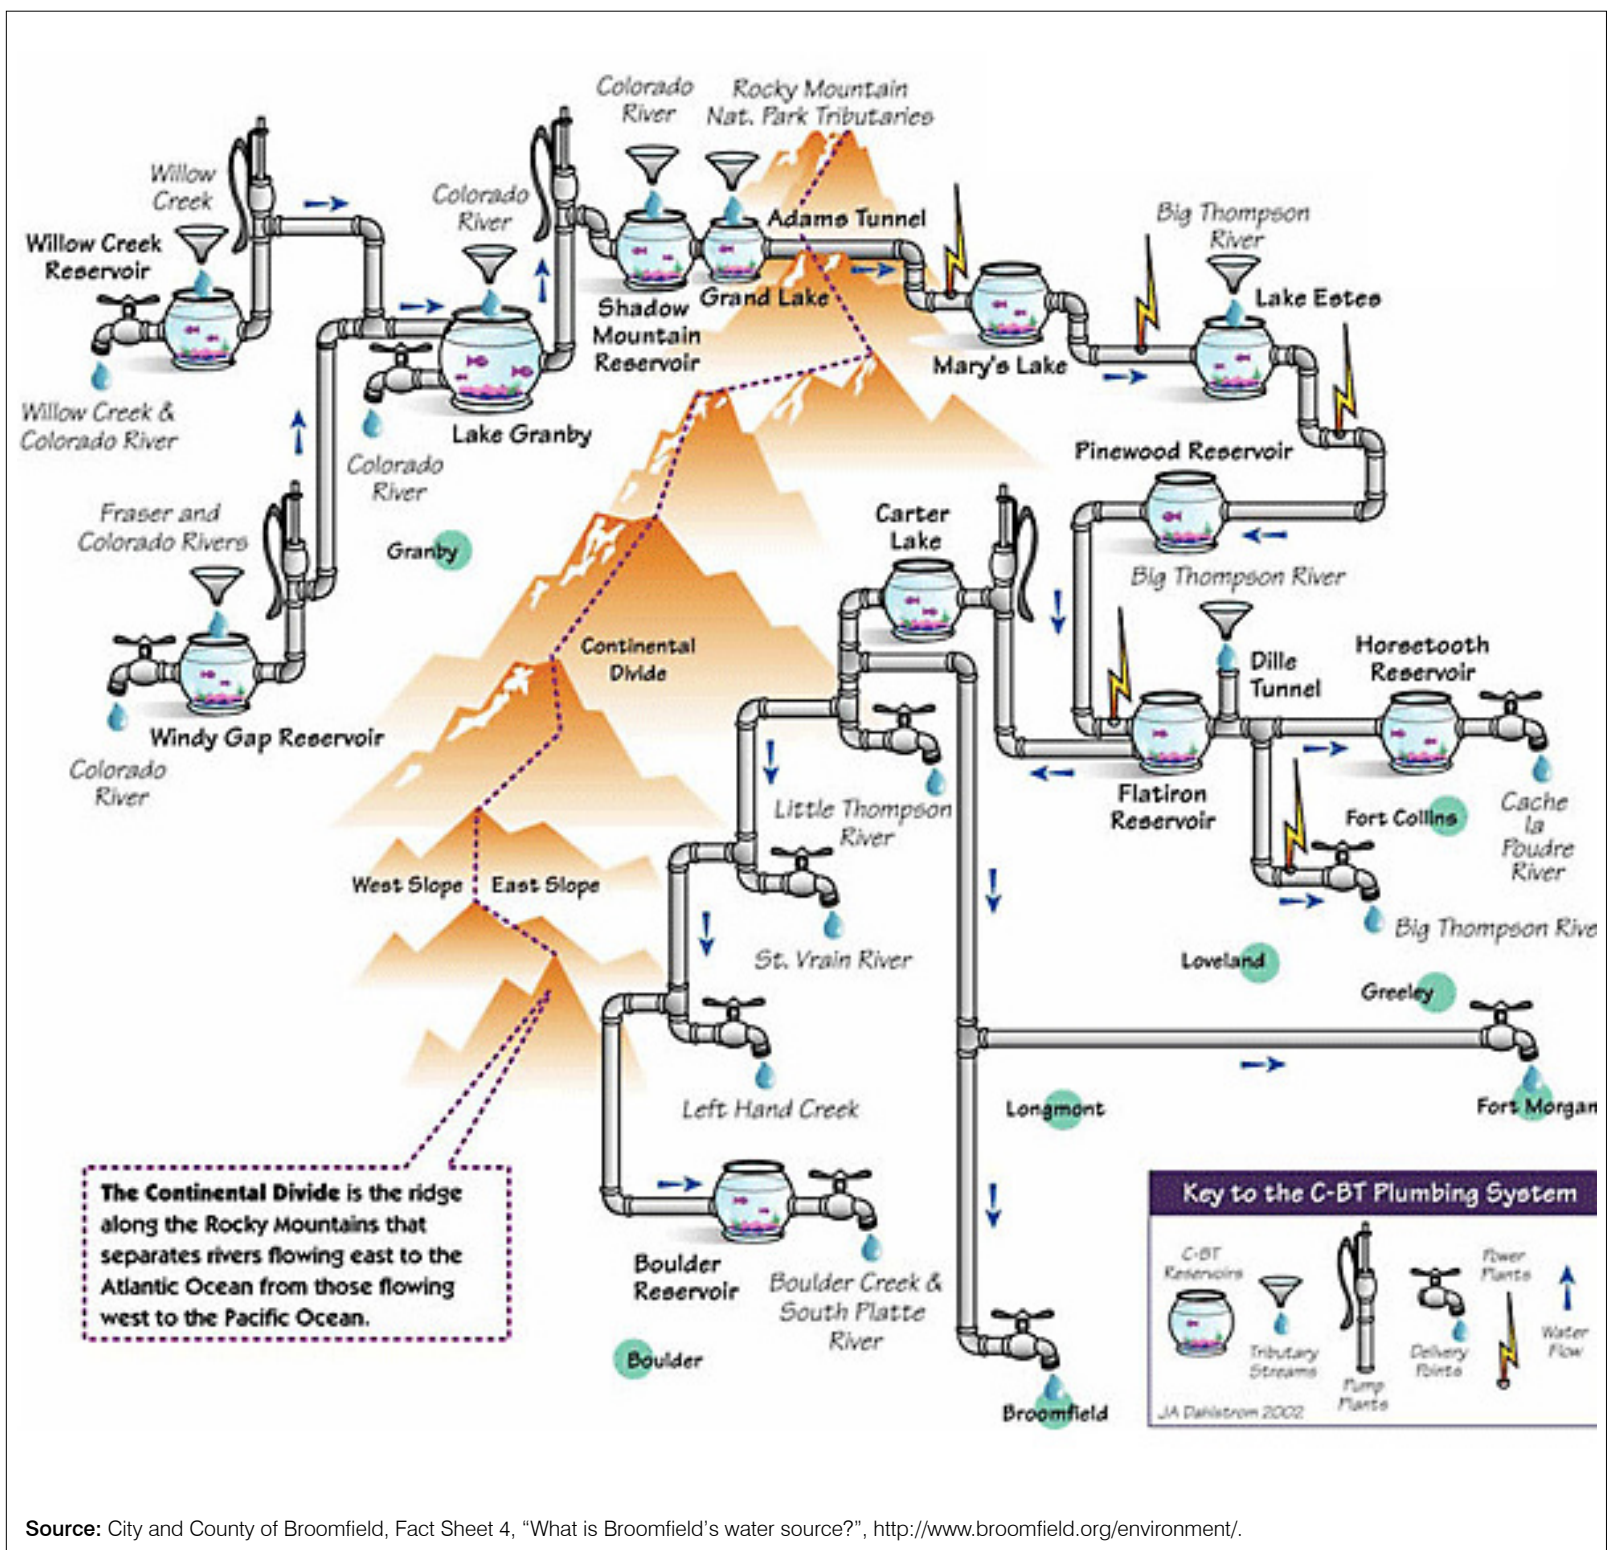 Colorado
River
Rocky Mountain
Nat. Park Tributaries
Willow
Creek
Colorado
River
Willow Creek
Reservoir
Adams Tunnel
Big Thompson
River
Shadow
Mountain
Reservoir
Grand Lake
Lake Estes
Mary's Lake
Willow Creek &
Colorado River
Lake Granby
Colorado
River
Pinewood Reservoir
Fraser and
Colorado Rivers
Granby
Carter
Lake
Big Thompson River
Continental
Divide
Dille
Tunnel
Horsetooth
Reservoir
Windy Gap Reservoir
Colorado
River
Little Thompson
River
Flatiron
Reservoir
Fort Collins
Cache
la
Poudre
River
West Slope
East Slope
St. Vrain River
Big Thompson Rive
Loveland
Greeley
Left Hand Creek
Longmont
Fort Morgan
The Continental Divide is the ridge
along the Rocky Mountains that
separates rivers flowing east to the
Atlantic Ocean from those flowing
west to the Pacific Ocean.
Boulder
Reservoir
Boulder Creek &
South Platte
River
Boulder
Broomfield
Key to the C-BT Plumbing System
C-BT
Reservoirs
Tributary
Streams
Pump
Plants
Delivery
Points
Power
Plants
Water
Flow
JA Dahlstrom 2002
Source: City and County of Broomfield, Fact Sheet 4, “What is Broomfield’s water source?”, http://www.broomfield.org/environment/.